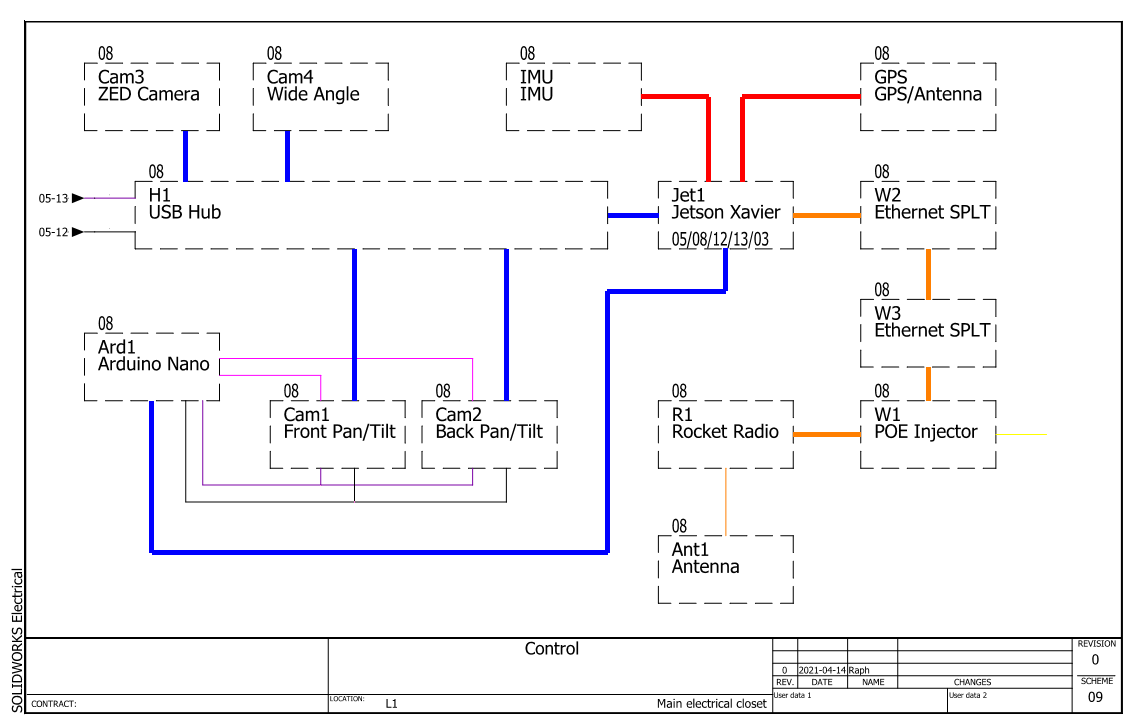 08
Cam3
ZED Camera
08
Cam4
Wide Angle
08
IMU
IMU
08
GPS
GPS/Antenna
05-13
05-12
08
H1
USB Hub
Jet1
Jetson Xavier
05/08/12/13/03
08
W2
Ethernet SPLT
08
W3
Ethernet SPLT
08
Ard1
Arduino Nano
08
Cam1
Front Pan/Tilt
08
Cam2
Back Pan/Tilt
08
R1
Rocket Radio
08
W1
POE Injector
08
Ant1
Antenna
SOLIDWORKS Electrical
Control
CONTRACT:
LOCATION:
L1
Main electrical closet
0 2021-04-14 Raph
REV. DATE NAME CHANGES
User data 1
User data 2
REVISION
0
SCHEME
09